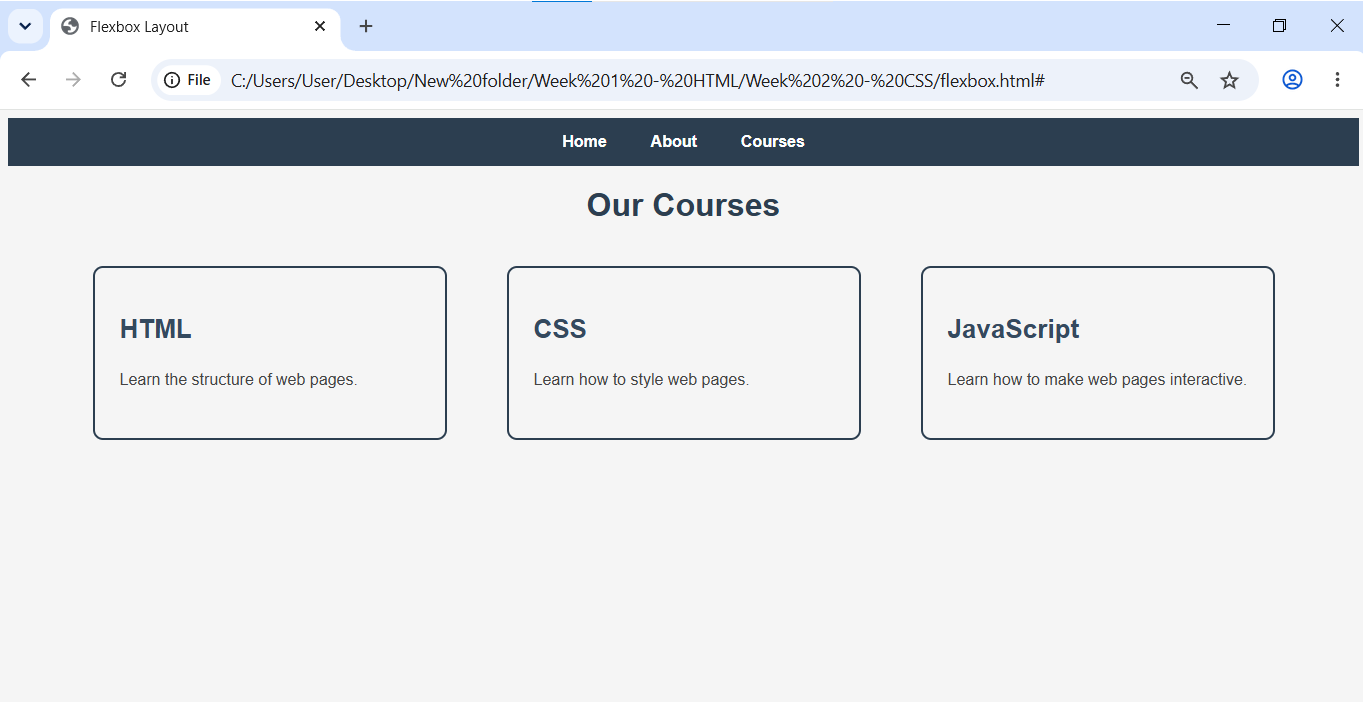 Flexbox Layout
File C:/Users/User/Desktop/New%20folder/Week%201%20-%20HTML/Week%202%20-%20CSS/flexbox.html#
Home About Courses
Our Courses
HTML
Learn the structure of web pages.
CSS
Learn how to style web pages.
JavaScript
Learn how to make web pages interactive.